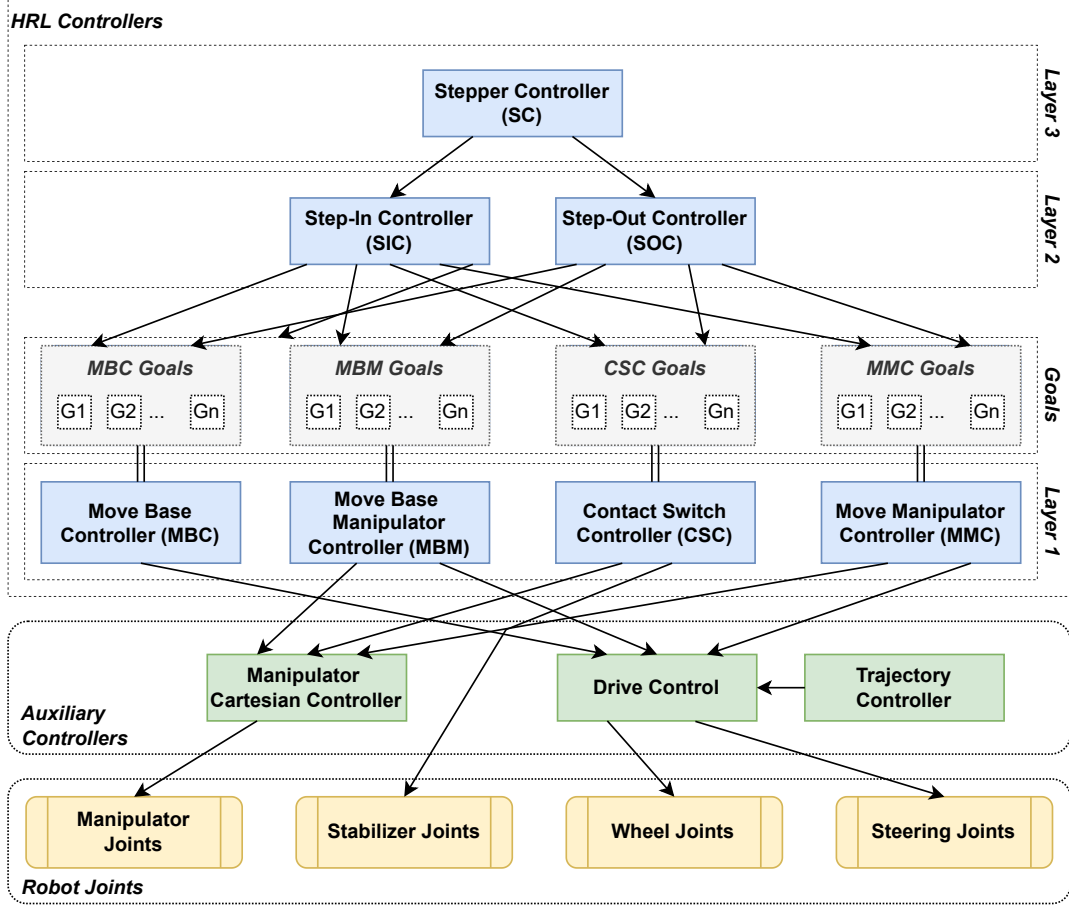 HRL Controllers
Stepper Controller
(SC)
Layer 3
Step-In Controller
(SIC)
Step-Out Controller
(SOC)
Layer 2
MBC Goals
G1 G2 ... Gn
MBM Goals
G1 G2 ... Gn
CSC Goals
G1 G2 ... Gn
MMC Goals
G1 G2 ... Gn
Goals
Move Base
Controller (MBC)
Move Base
Manipulator
Controller (MBM)
Contact Switch
Controller (CSC)
Move Manipulator
Controller (MMC)
Layer 1
Manipulator
Cartesian Controller
Drive Control
Trajectory
Controller
Auxiliary
Controllers
Manipulator
Joints
Stabilizer Joints
Wheel Joints
Steering Joints
Robot Joints